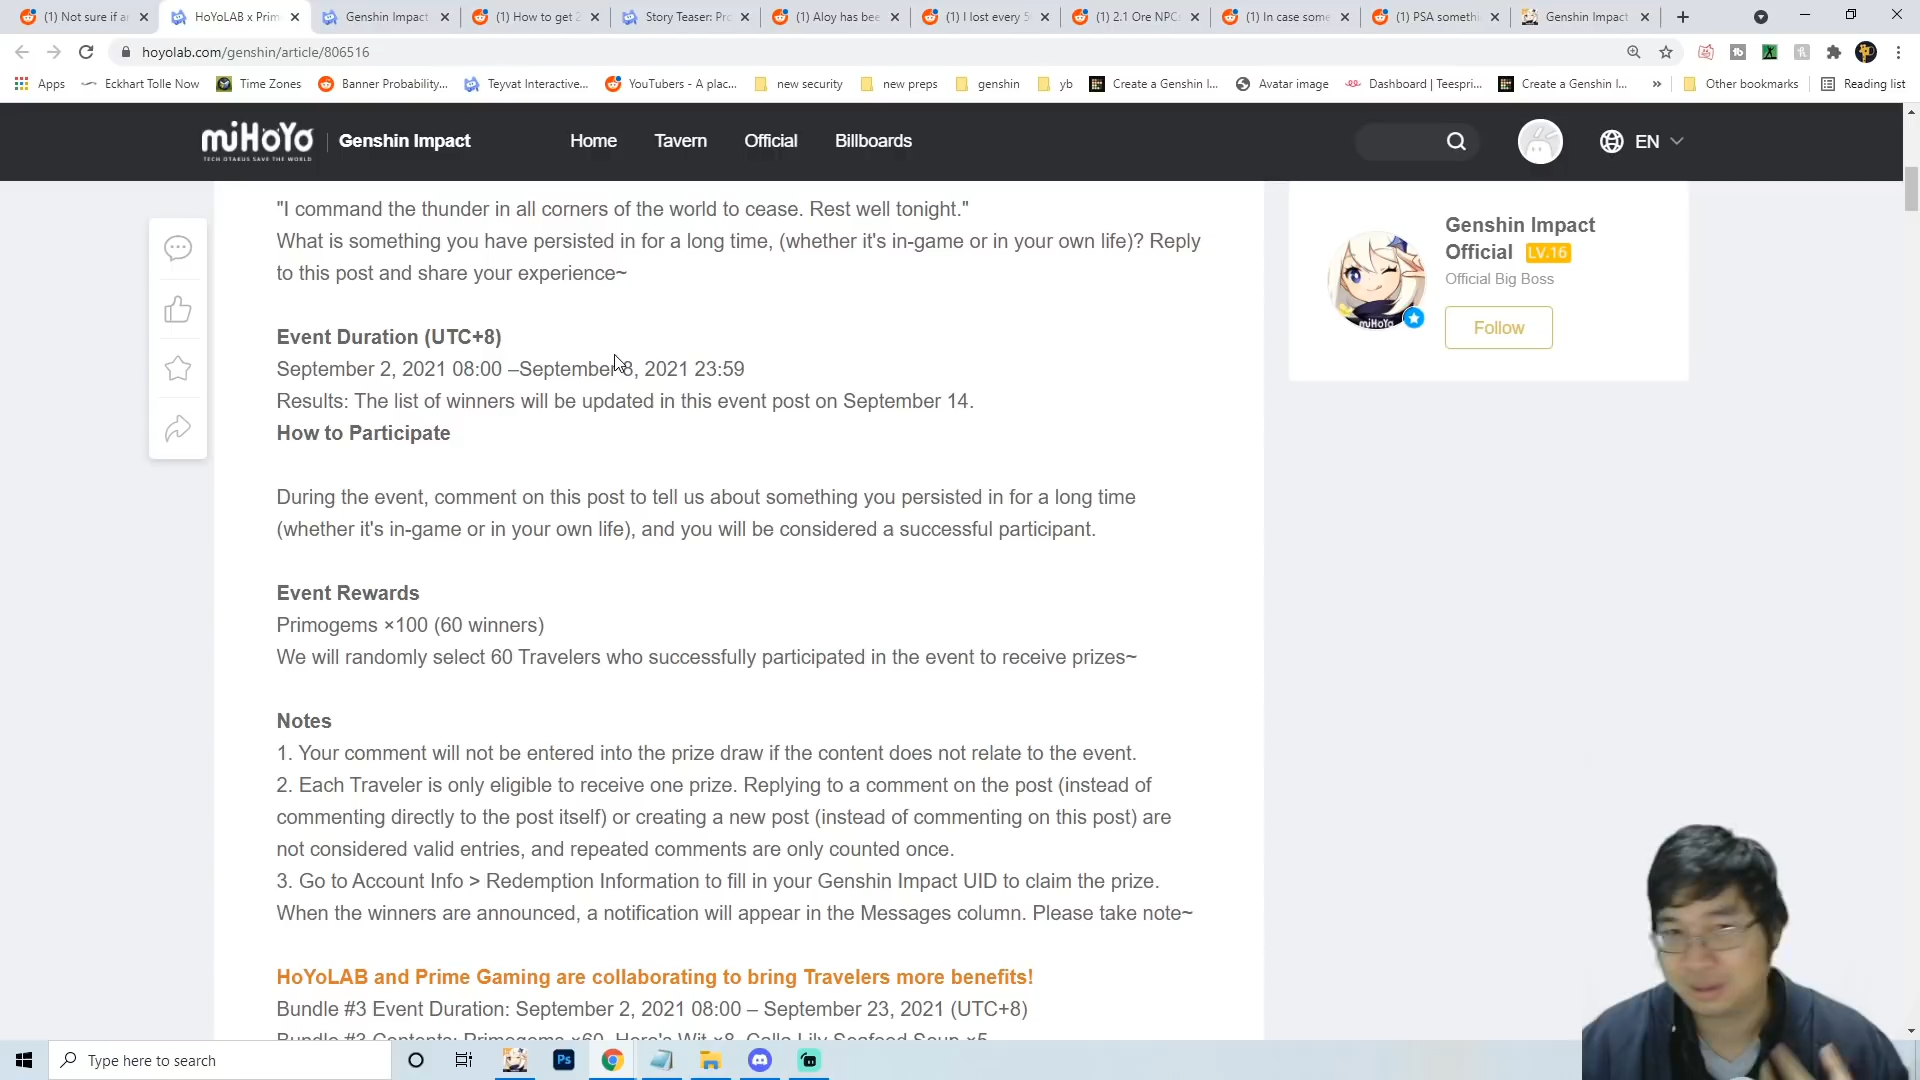 (1) Not sure if a
HoYoLAB x Prim
Genshin Impact
(1) How to get 2
Story Teaser: Pr
(1) Aloy has bee
(1) I lost every 5
(1) 2.1 Ore NPC
(1) In case some
(1) PSA somethi
Genshin Impact
hoyolab.com/genshin/article/806516
Apps
Eckhart Tolle Now
Time Zones
Banner Probability...
Teyvat Interactive...
YouTubers - A plac...
new security
new preps
genshin
yb
Create a Genshin I...
Avatar image
Dashboard | Teespri...
Create a Genshin I...
»
Other bookmarks
Reading list
miHoYo
TECH OTAKUS SAVE THE WORLD
Genshin Impact
Home
Tavern
Official
Billboards
EN
"I command the thunder in all corners of the world to cease. Rest well tonight."
What is something you have persisted in for a long time, (whether it's in-game or in your own life)? Reply
to this post and share your experience~
Event Duration (UTC+8)
September 2, 2021 08:00 –September 8, 2021 23:59
Results: The list of winners will be updated in this event post on September 14.
How to Participate
During the event, comment on this post to tell us about something you persisted in for a long time
(whether it's in-game or in your own life), and you will be considered a successful participant.
Event Rewards
Primogems ×100 (60 winners)
We will randomly select 60 Travelers who successfully participated in the event to receive prizes~
Notes
1. Your comment will not be entered into the prize draw if the content does not relate to the event.
2. Each Traveler is only eligible to receive one prize. Replying to a comment on the post (instead of
commenting directly to the post itself) or creating a new post (instead of commenting on this post) are
not considered valid entries, and repeated comments are only counted once.
3. Go to Account Info > Redemption Information to fill in your Genshin Impact UID to claim the prize.
When the winners are announced, a notification will appear in the Messages column. Please take note~
HoYoLAB and Prime Gaming are collaborating to bring Travelers more benefits!
Bundle #3 Event Duration: September 2, 2021 08:00 – September 23, 2021 (UTC+8)
Bundle #3 Contents: Primogems ×60, Hero's Wit ×8, Calla Lily Seafood Soup ×5
Genshin Impact
Official LV.16
Official Big Boss
miHoYo
Follow
Type here to search
Ps